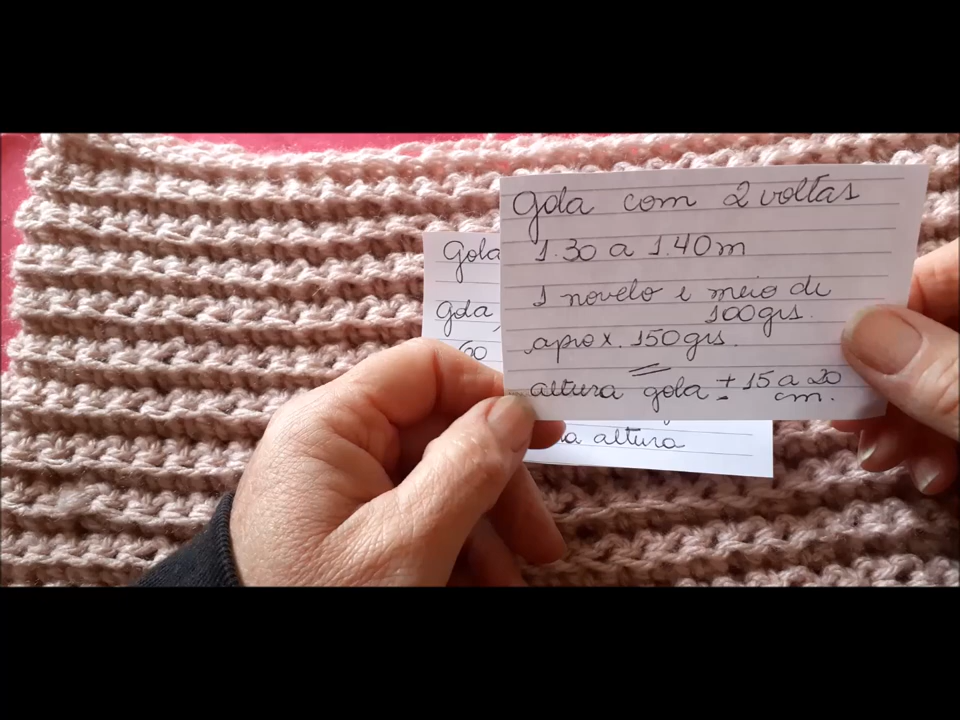 gola com 2 voltas
1.30 a 1.40m
1 novelo e meio de
100grs.
aprox. 150grs.
altura gola ± 15 a 20
cm.
Gola
gola,
60
altura